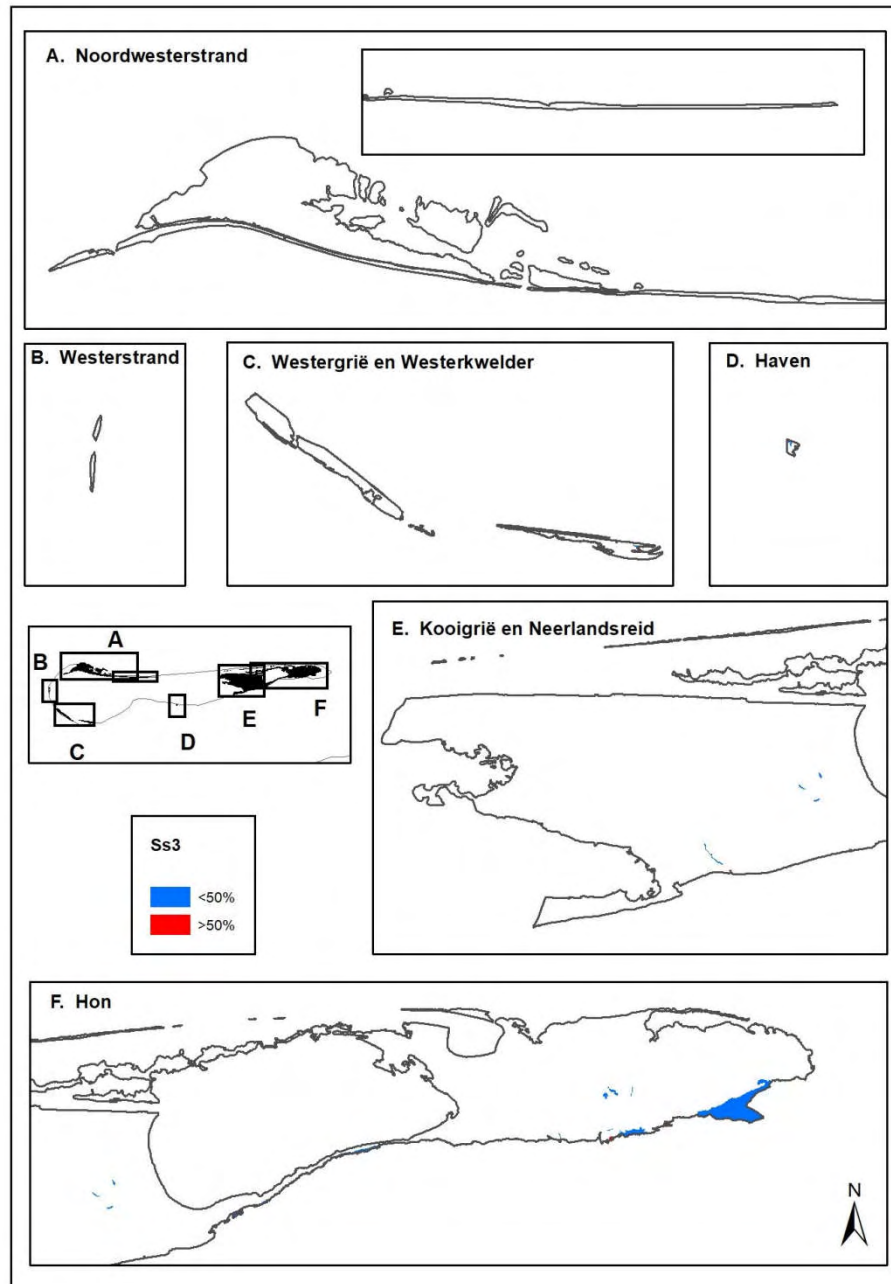 A. Noordwesterstrand
B. Westerstrand
C. Westergrië en Westerkwelder
D. Haven
A
B
C
D
E
F
E. Kooigrië en Neerlandsreid
Ss3
<50%
>50%
F. Hon
N